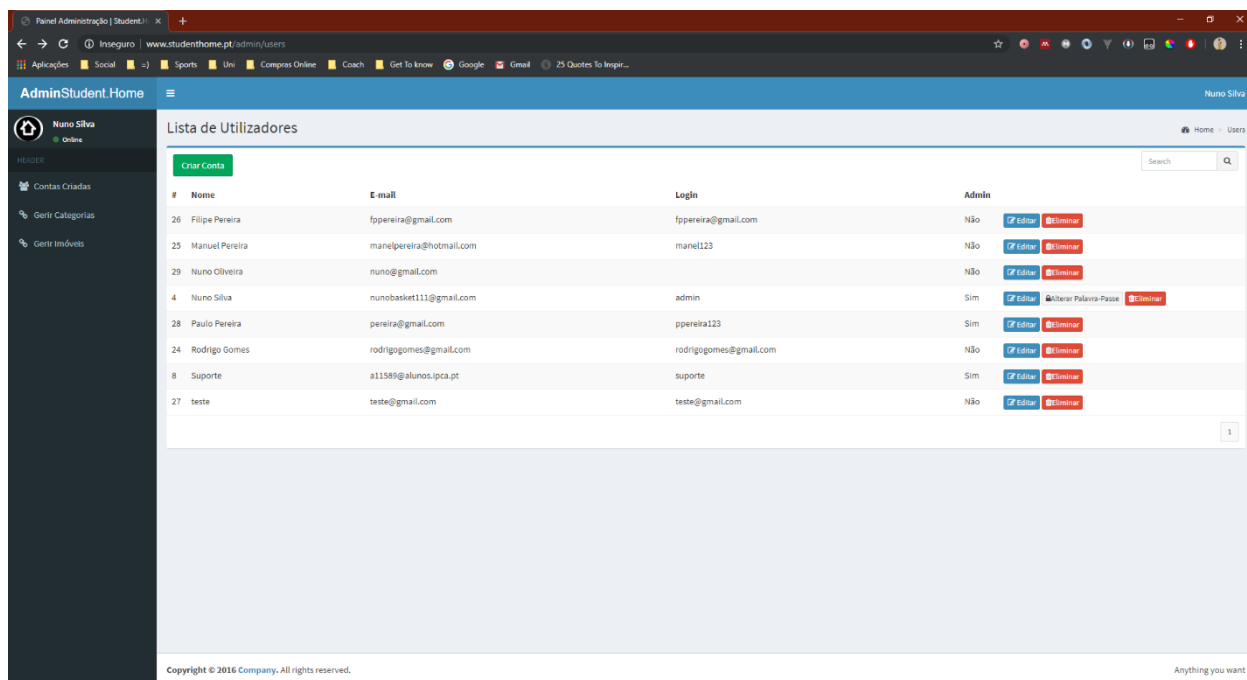 Painel Administração | Student.H
Inseguro | www.studenthome.pt/admin/users
Aplicações Social =) Sports Uni Compras Online Coach Get To know Google Gmail 25 Quotes To Inspir...
AdminStudent.Home Nuno Silva
Nuno Silva
Online
HEADER
Contas Criadas
Gerir Categorias
Gerir Imóveis
Lista de Utilizadores Home > Users
Criar Conta Search
# Nome E-mail Login Admin
26 Filipe Pereira fppereira@gmail.com fppereira@gmail.com Não Editar Eliminar
25 Manuel Pereira manelpereira@hotmail.com manel123 Não Editar Eliminar
29 Nuno Oliveira nuno@gmail.com Não Editar Eliminar
4 Nuno Silva nunobasket111@gmail.com admin Sim Editar Alterar Palavra-Passe Eliminar
28 Paulo Pereira pereira@gmail.com ppereira123 Sim Editar Eliminar
24 Rodrigo Gomes rodrigogomes@gmail.com rodrigogomes@gmail.com Não Editar Eliminar
8 Suporte a11589@alunos.ipca.pt suporte Sim Editar Eliminar
27 teste teste@gmail.com teste@gmail.com Não Editar Eliminar
1
Copyright © 2016 Company. All rights reserved. Anything you want